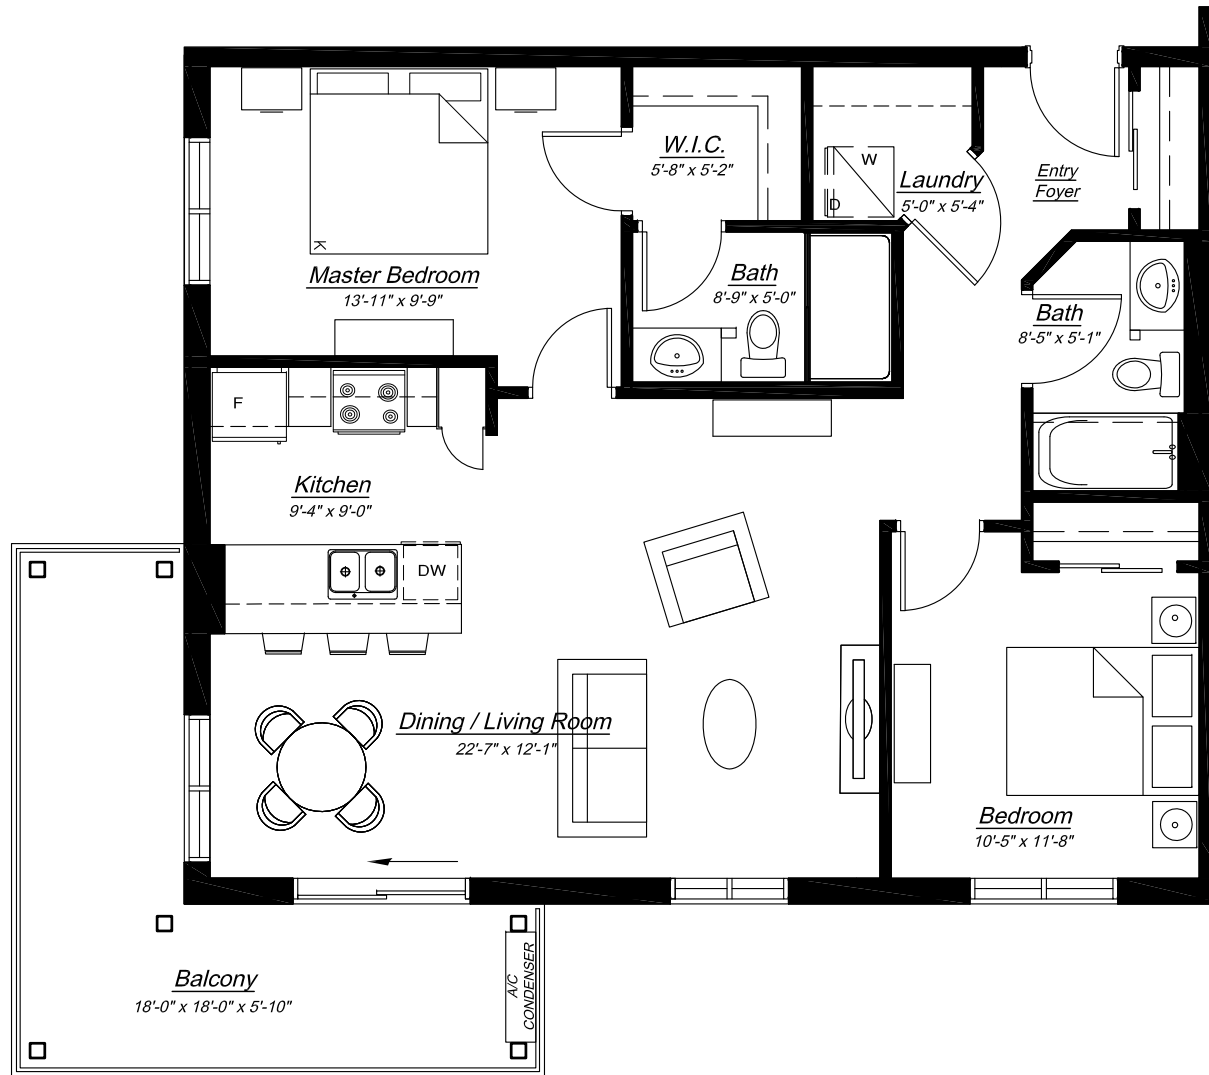 W.I.C.
5'-8" x 5'-2"
W
D
Laundry
5'-0" x 5'-4"
Entry
Foyer
K
Master Bedroom
13'-11" x 9'-9"
Bath
8'-9" x 5'-0"
Bath
8'-5" x 5'-1"
F
Kitchen
9'-4" x 9'-0"
DW
Dining / Living Room
22'-7" x 12'-1"
Bedroom
10'-5" x 11'-8"
Balcony
18'-0" x 18'-0" x 5'-10"
A/C
CONDENSER